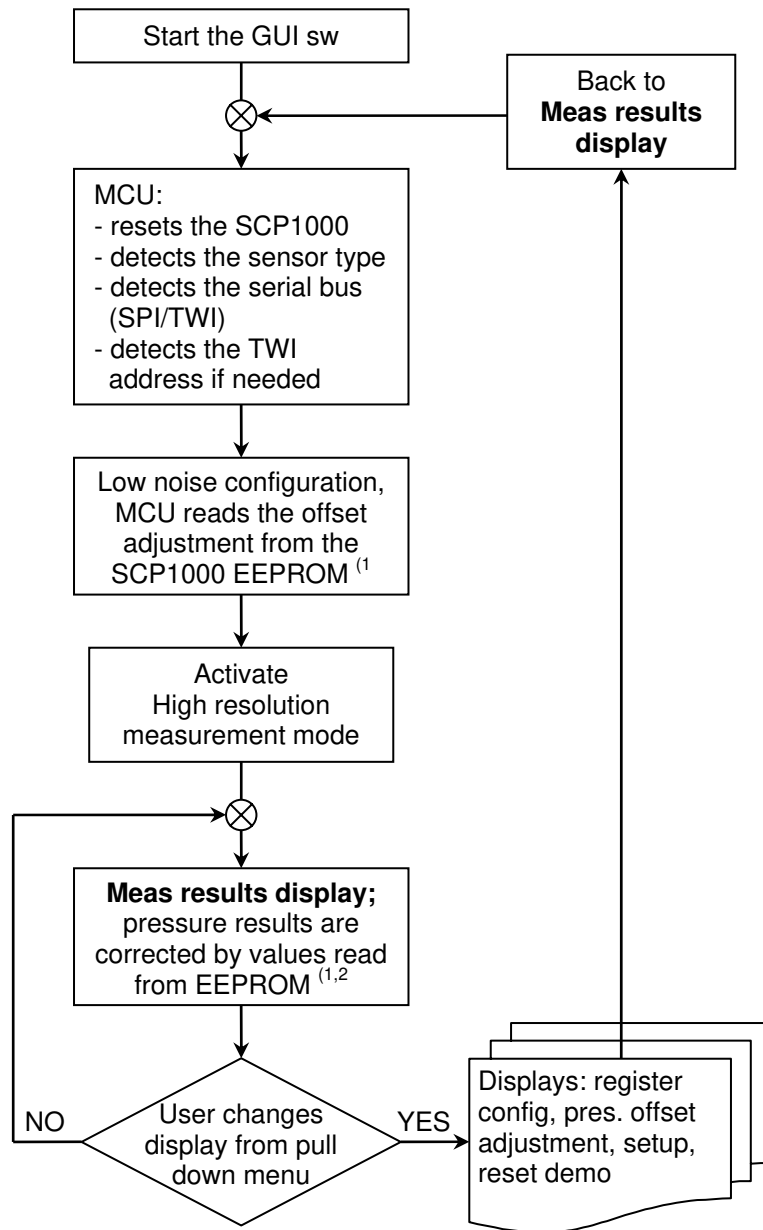 Start the GUI sw
Back to
Meas results
display
MCU:
- resets the SCP1000
- detects the sensor type
- detects the serial bus
(SPI/TWI)
- detects the TWI
address if needed
Low noise configuration,
MCU reads the offset
adjustment from the
SCP1000 EEPROM (1
Activate
High resolution
measurement mode
Meas results display;
pressure results are
corrected by values read
from EEPROM (1,2
NO
User changes
display from pull
down menu
YES
Displays: register
config, pres. offset
adjustment, setup,
reset demo